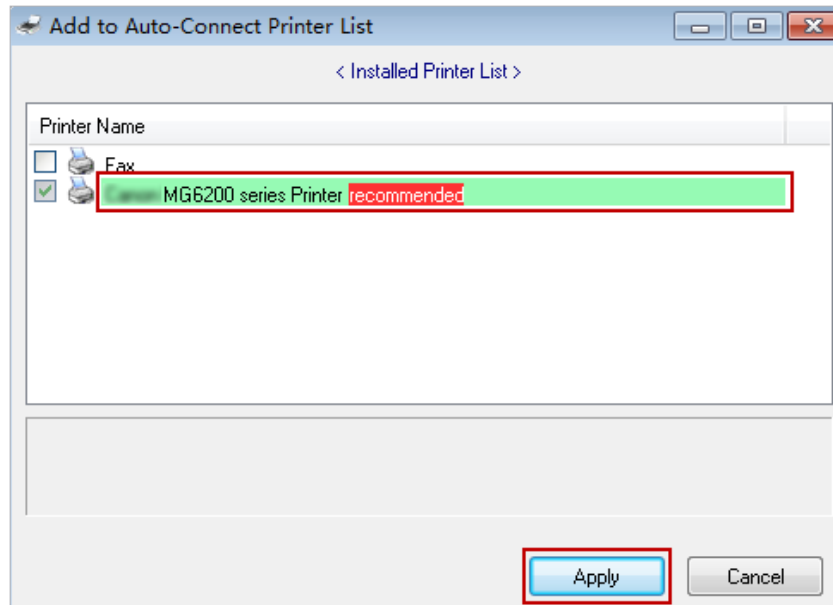 Add to Auto-Connect Printer List
< Installed Printer List >
Printer Name
Fax
MG6200 series Printer recommended
Apply Cancel